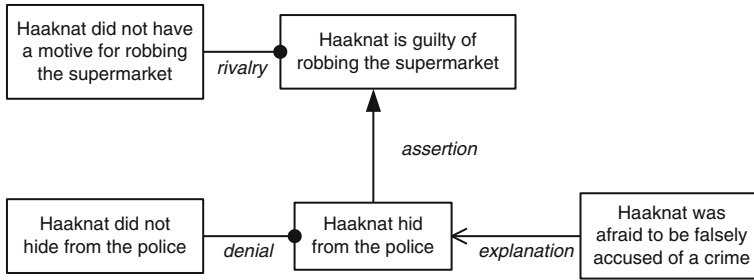 Haaknat did not have
a motive for robbing
the supermarket
rivalry
Haaknat is guilty of
robbing the supermarket
assertion
Haaknat did not
hide from the police
denial
Haaknat hid
from the police
explanation
Haaknat was
afraid to be falsely
accused of a crime